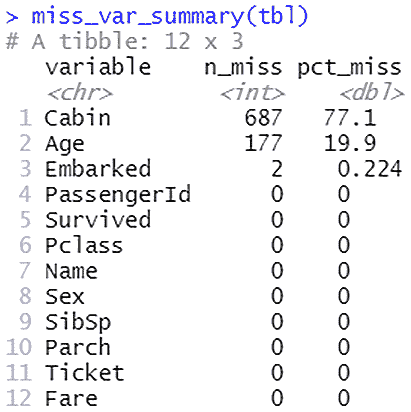 > miss_var_summary(tbl)
# A tibble: 12 x 3
variable n_miss pct_miss
<chr> <int> <dbl>
1 Cabin 687 77.1
2 Age 177 19.9
3 Embarked 2 0.224
4 PassengerId 0 0
5 Survived 0 0
6 Pclass 0 0
7 Name 0 0
8 Sex 0 0
9 SibSp 0 0
10 Parch 0 0
11 Ticket 0 0
12 Fare 0 0